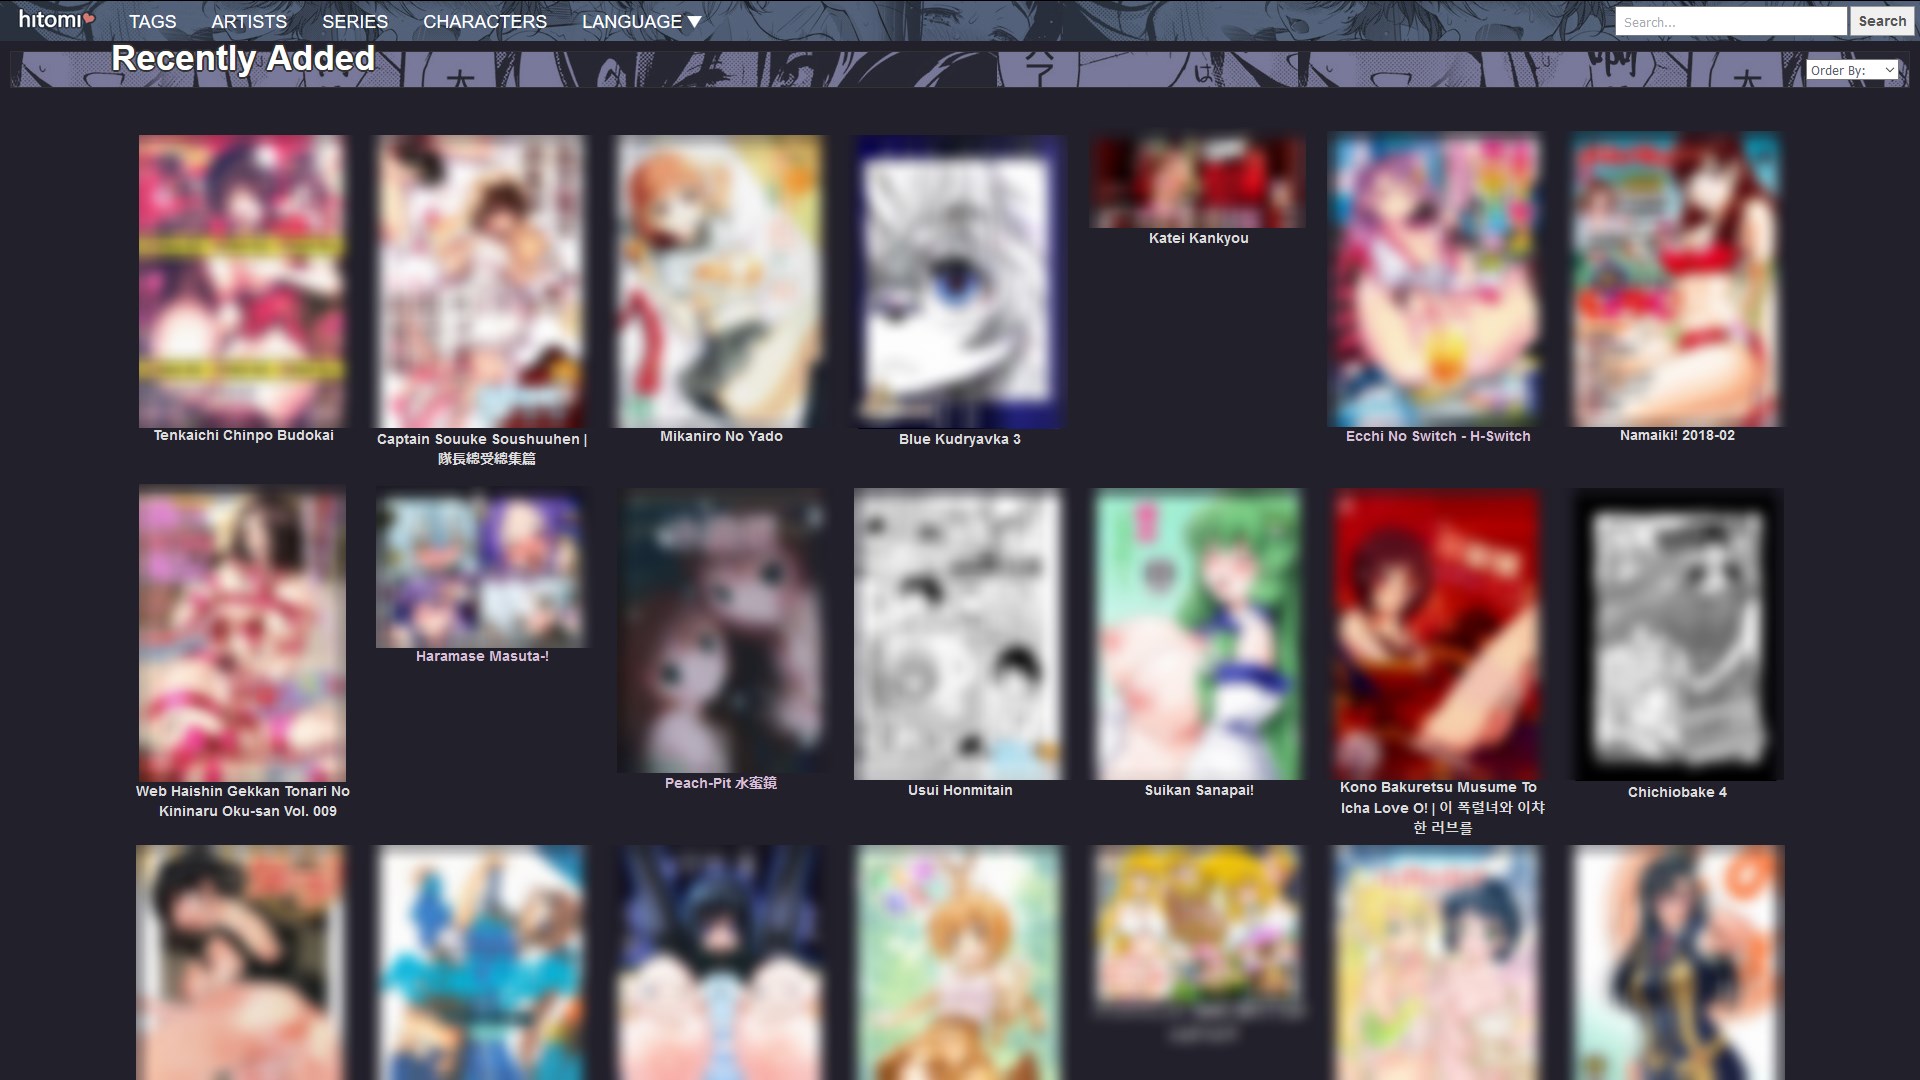 hitomi TAGS ARTISTS SERIES CHARACTERS LANGUAGE ▼ Search... Search
Recently Added
Order By:
Tenkaichi Chinpo Budokai
Captain Souuke Soushuuhen |
隊長總受總集篇
Mikaniro No Yado
Blue Kudryavka 3
Katei Kankyou
Ecchi No Switch - H-Switch
Namaiki! 2018-02
Web Haishin Gekkan Tonari No
Kininaru Oku-san Vol. 009
Haramase Masuta-!
Peach-Pit 水蜜鏡
Usui Honmitain
Suikan Sanapai!
Kono Bakuretsu Musume To
Icha Love O! | 이 폭렬녀와 이챠
한 러브를
Chichiobake 4